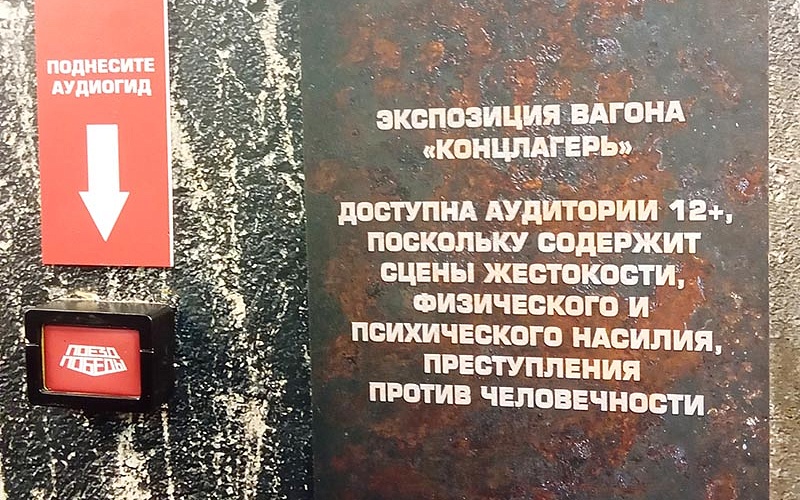 ПОДНЕСИТЕ
АУДИОГИД
ПОЕЗД
ПОБЕДЫ
ЭКСПОЗИЦИЯ ВАГОНА
«КОНЦЛАГЕРЬ»
ДОСТУПНА АУДИТОРИИ 12+,
ПОСКОЛЬКУ СОДЕРЖИТ
СЦЕНЫ ЖЕСТОКОСТИ,
ФИЗИЧЕСКОГО И
ПСИХИЧЕСКОГО НАСИЛИЯ,
ПРЕСТУПЛЕНИЯ
ПРОТИВ ЧЕЛОВЕЧНОСТИ